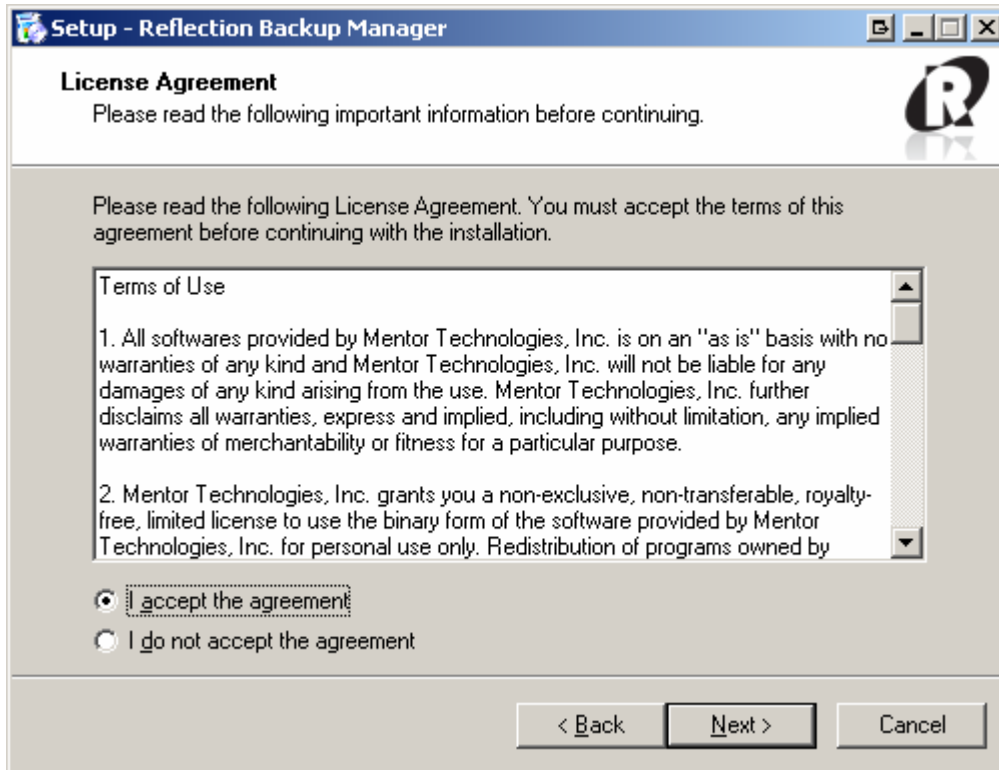 Setup - Reflection Backup Manager
License Agreement
Please read the following important information before continuing.
R
Please read the following License Agreement. You must accept the terms of this
agreement before continuing with the installation.
Terms of Use
1. All softwares provided by Mentor Technologies, Inc. is on an "as is" basis with no
warranties of any kind and Mentor Technologies, Inc. will not be liable for any
damages of any kind arising from the use. Mentor Technologies, Inc. further
disclaims all warranties, express and implied, including without limitation, any implied
warranties of merchantability or fitness for a particular purpose.
2. Mentor Technologies, Inc. grants you a non-exclusive, non-transferable, royalty-
free, limited license to use the binary form of the software provided by Mentor
Technologies, Inc. for personal use only. Redistribution of programs owned by
I accept the agreement
I do not accept the agreement
< Back Next > Cancel